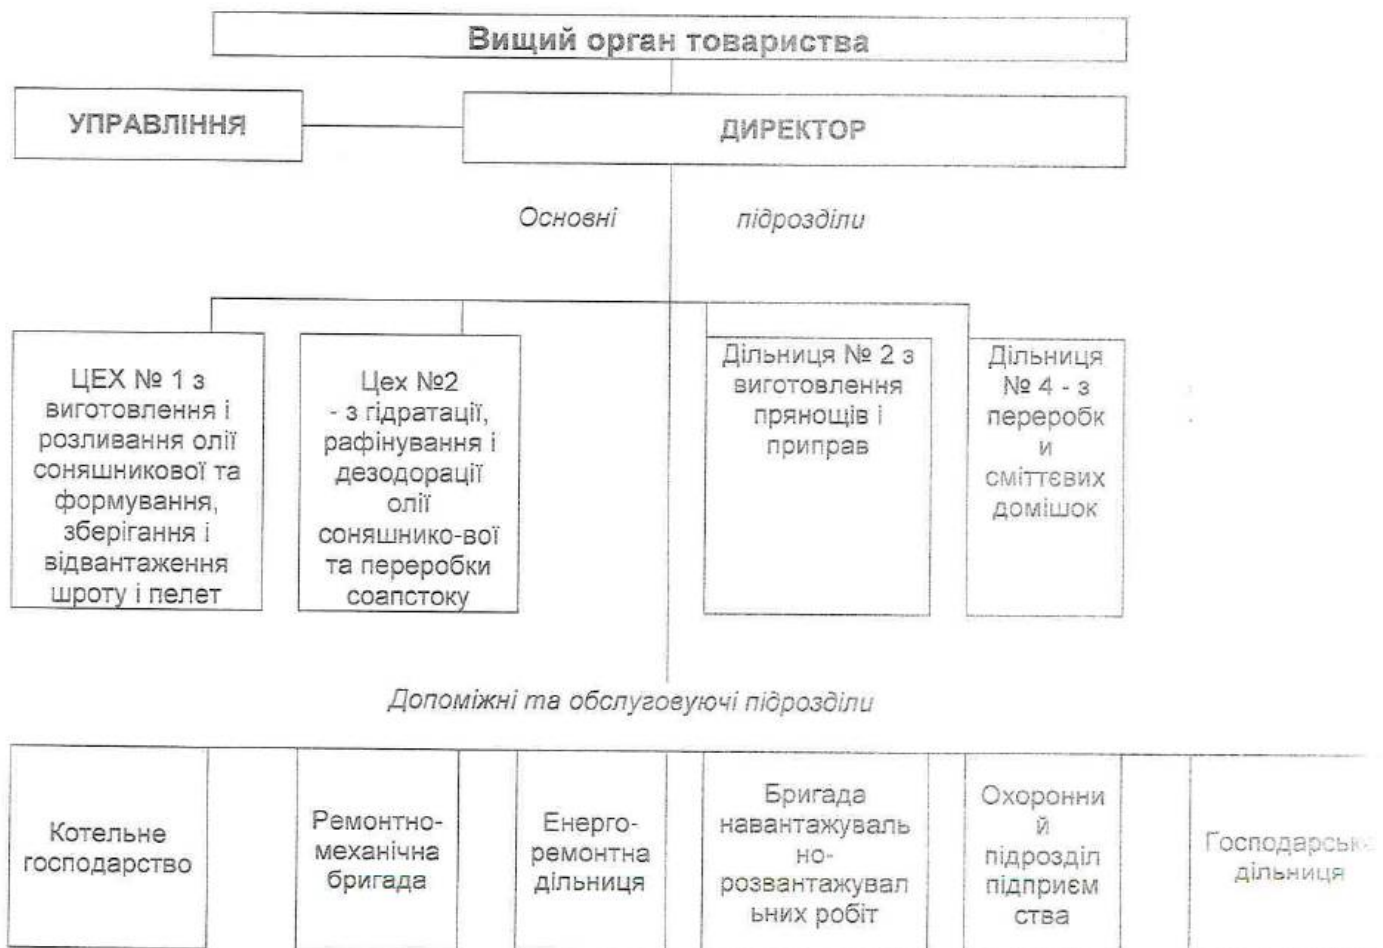 Вищий орган товариства
УПРАВЛІННЯ
ДИРЕКТОР
Основні підрозділи
ЦЕХ № 1 з
виготовлення і
розливання олії
соняшникової та
формування,
зберігання і
відвантаження
шроту і пелет
Цех №2
- з гідратації,
рафінування і
дезодорації
олії
соняшнико-вої
та переробки
соапстоку
Дільниця № 2 з
виготовлення
прянощів і
приправ
Дільниця
№ 4 - з
переробк
и
сміттєвих
домішок
Допоміжні та обслуговуючі підрозділи
Котельне
господарство
Ремонтно-
механічна
бригада
Енерго-
ремонтна
дільниця
Бригада
навантажуваль
но-
розвантажувал
ьних робіт
Охоронни
й
підрозділ
підприєм
ства
Господарська
дільниця